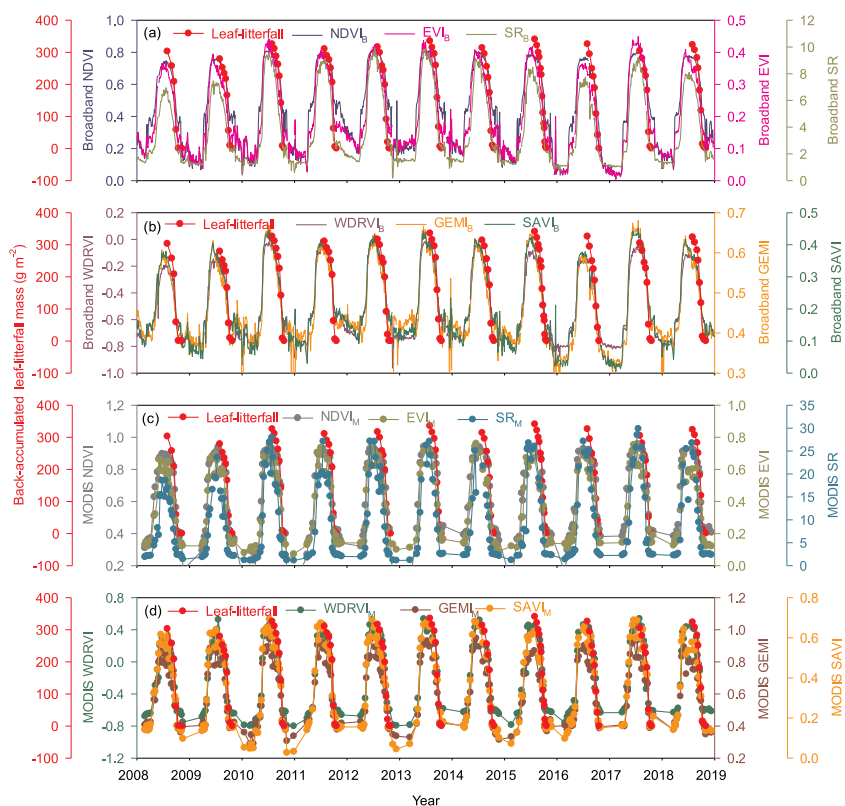 (a) Leaf-litterfall NDVI_B EVI_B SR_B
400 300 200 100 0 -100
Broadband NDVI
1.0 0.8 0.6 0.4 0.2 0.0
Broadband EVI
0.5 0.4 0.3 0.2 0.1 0.0
Broadband SR
12 10 8 6 4 2 0
(b) Leaf-litterfall WDRVI_B GEMI_B SAVI_B
Back-accumulated leaf-litterfall mass (g m⁻²)
400 300 200 100 0 -100
Broadband WDRVI
0.2 0.0 -0.2 -0.4 -0.6 -0.8 -1.0
Broadband GEMI
0.7 0.6 0.5 0.4 0.3
Broadband SAVI
0.5 0.4 0.3 0.2 0.1 0.0
(c) Leaf-litterfall NDVI_M EVI_M SR_M
400 300 200 100 0 -100
MODIS NDVI
1.2 1.0 0.8 0.6 0.4 0.2
MODIS EVI
1.0 0.8 0.6 0.4 0.2 0.0
MODIS SR
35 30 25 20 15 10 5 0
(d) Leaf-litterfall WDRVI_M GEMI_M SAVI_M
400 300 200 100 0 -100
MODIS WDRVI
0.8 0.4 0.0 -0.4 -0.8 -1.2
MODIS GEMI
1.2 1.0 0.8 0.6 0.4 0.2
MODIS SAVI
0.8 0.6 0.4 0.2 0.0
2008 2009 2010 2011 2012 2013 2014 2015 2016 2017 2018 2019
Year